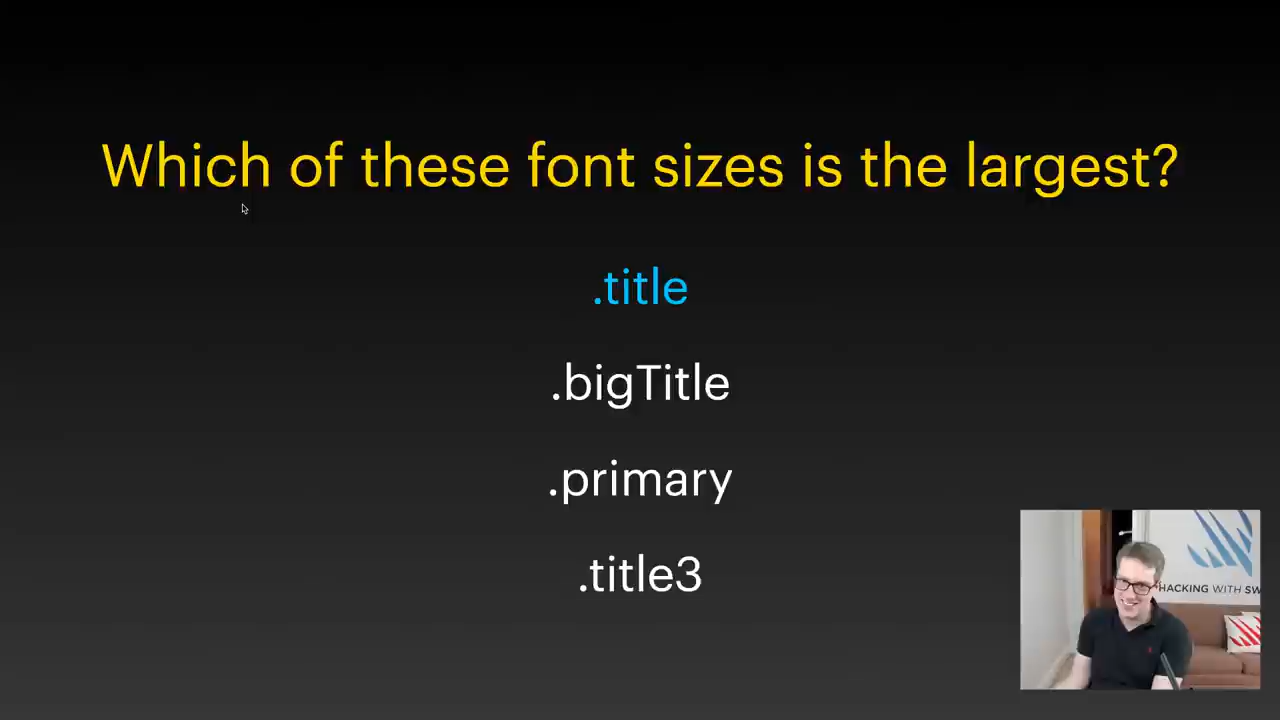 Which of these font sizes is the largest?
.title
.bigTitle
.primary
.title3
HACKING WITH SW